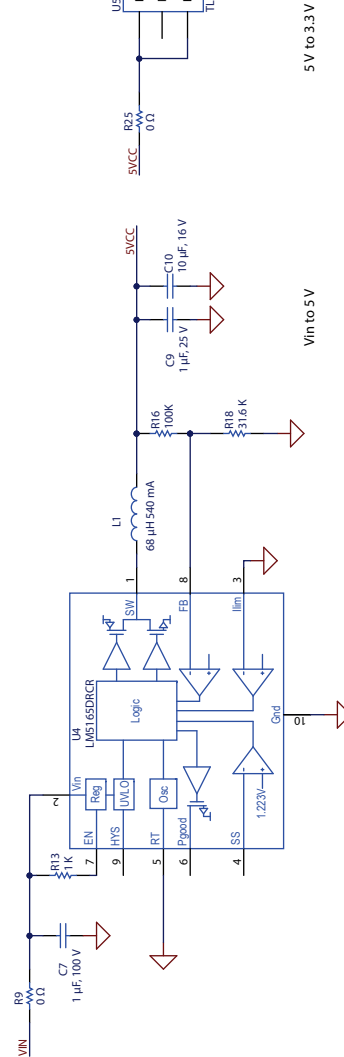 VIN
R9
0 Ω
C7
1 µF, 100 V
R13
1 K
2
7
9
5
6
4
EN
HYS
RT
Pgood
SS
Vin
Reg
UVLO
Osc
U4
LM5165DRCR
Logic
1.223V
SW
FB
Ilim
Gnd
1
8
3
10
L1
68 µH 540 mA
R16
100K
R18
31.6 K
C9
1 µF, 25 V
C10
10 µF, 16 V
5VCC
Vin to 5 V
5VCC
R25
0 Ω
5 V to 3.3 V